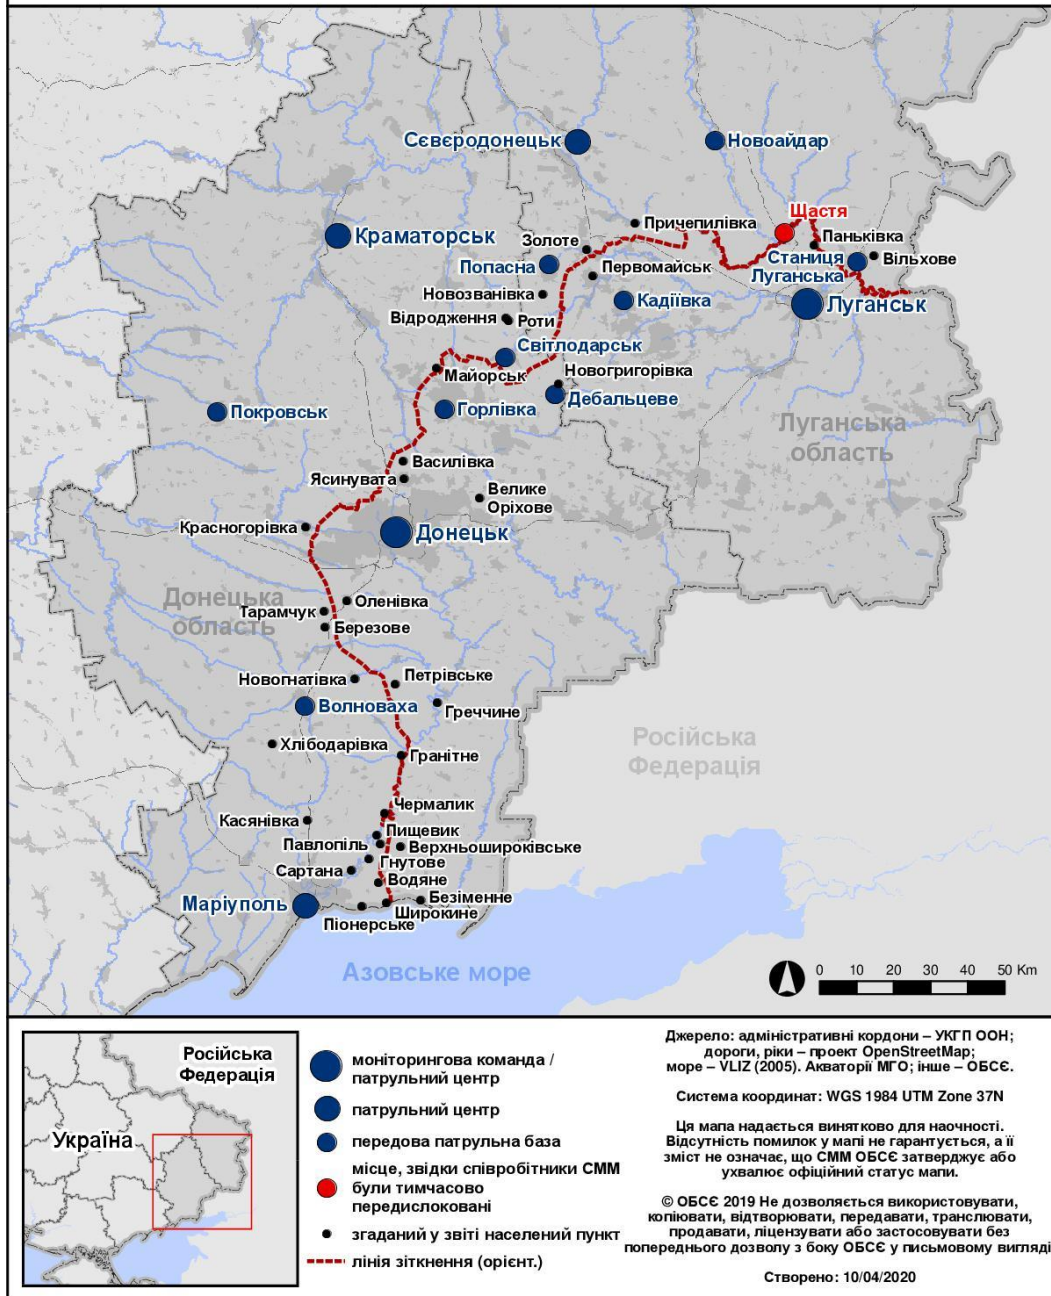 Сєвєродонецьк
Новоайдар
Щастя
Причепилівка
Краматорськ
Золоте
Паньківка
Попасна
Станиця
Луганська
Вільхове
Первомайськ
Новозванівка
Кадіївка
Луганськ
Відродження
Роти
Світлодарськ
Майорськ
Новогригорівка
Дебальцеве
Покровськ
Горлівка
Луганська
область
Василівка
Ясинувата
Велике
Оріхове
Красногорівка
Донецьк
Донецька
область
Оленівка
Тарамчук
Березове
Новогнатівка
Петрівське
Волноваха
Греччине
Хлібодарівка
Російська
Федерація
Гранітне
Чермалик
Касянівка
Пищевик
Павлопіль
Верхньошироківське
Гнутове
Сартана
Водяне
Безіменне
Маріуполь
Широкине
Піонерське
Азовське море
0 10 20 30 40 50 Км
Російська
Федерація
Україна
моніторингова команда /
патрульний центр
патрульний центр
передова патрульна база
місце, звідки співробітники СММ
були тимчасово
передислоковані
згаданий у звіті населений пункт
лінія зіткнення (орієнт.)
Джерело: адміністративні кордони – УКГП ООН;
дороги, ріки – проект OpenStreetMap;
море – VLIZ (2005). Акваторії МГО; інше – ОБСЄ.
Система координат: WGS 1984 UTM Zone 37N
Ця мапа надається винятково для наочності.
Відсутність помилок у мапі не гарантується, а її
зміст не означає, що СММ ОБСЄ затверджує або
ухвалює офіційний статус мапи.
© ОБСЄ 2019 Не дозволяється використовувати,
копіювати, відтворювати, передавати, транслювати,
продавати, ліцензувати або застосовувати без
попереднього дозволу з боку ОБСЄ у письмовому вигляді
Створено: 10/04/2020